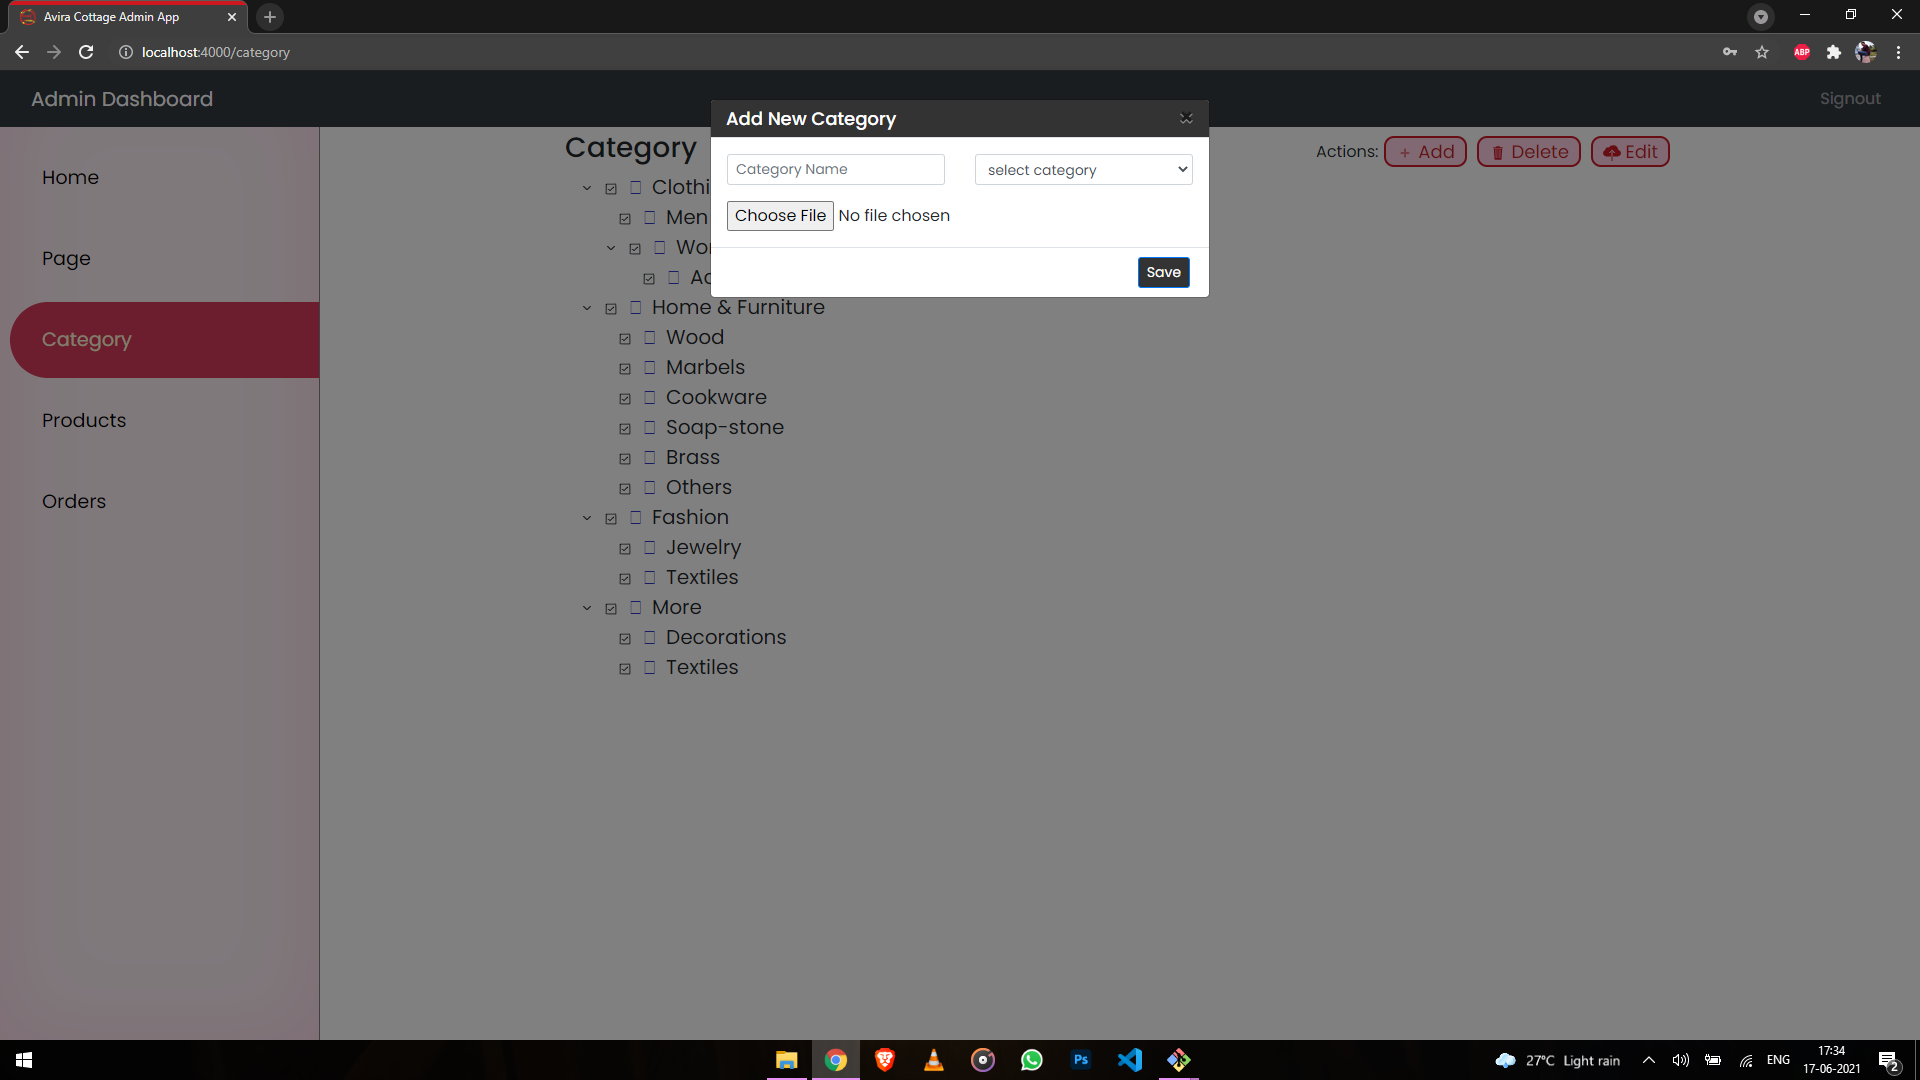 Avira Cottage Admin App
localhost:4000/category
ABP
Admin Dashboard
Signout
Add New Category
Category
Actions: + Add Delete Edit
Category Name
select category
Choose File No file chosen
Save
Home
Page
Category
Products
Orders
Clothi
Men
Wo
Home & Furniture
Wood
Marbels
Cookware
Soap-stone
Brass
Others
Fashion
Jewelry
Textiles
More
Decorations
Textiles
Ps
27°C Light rain
ENG
17:34
17-06-2021
2